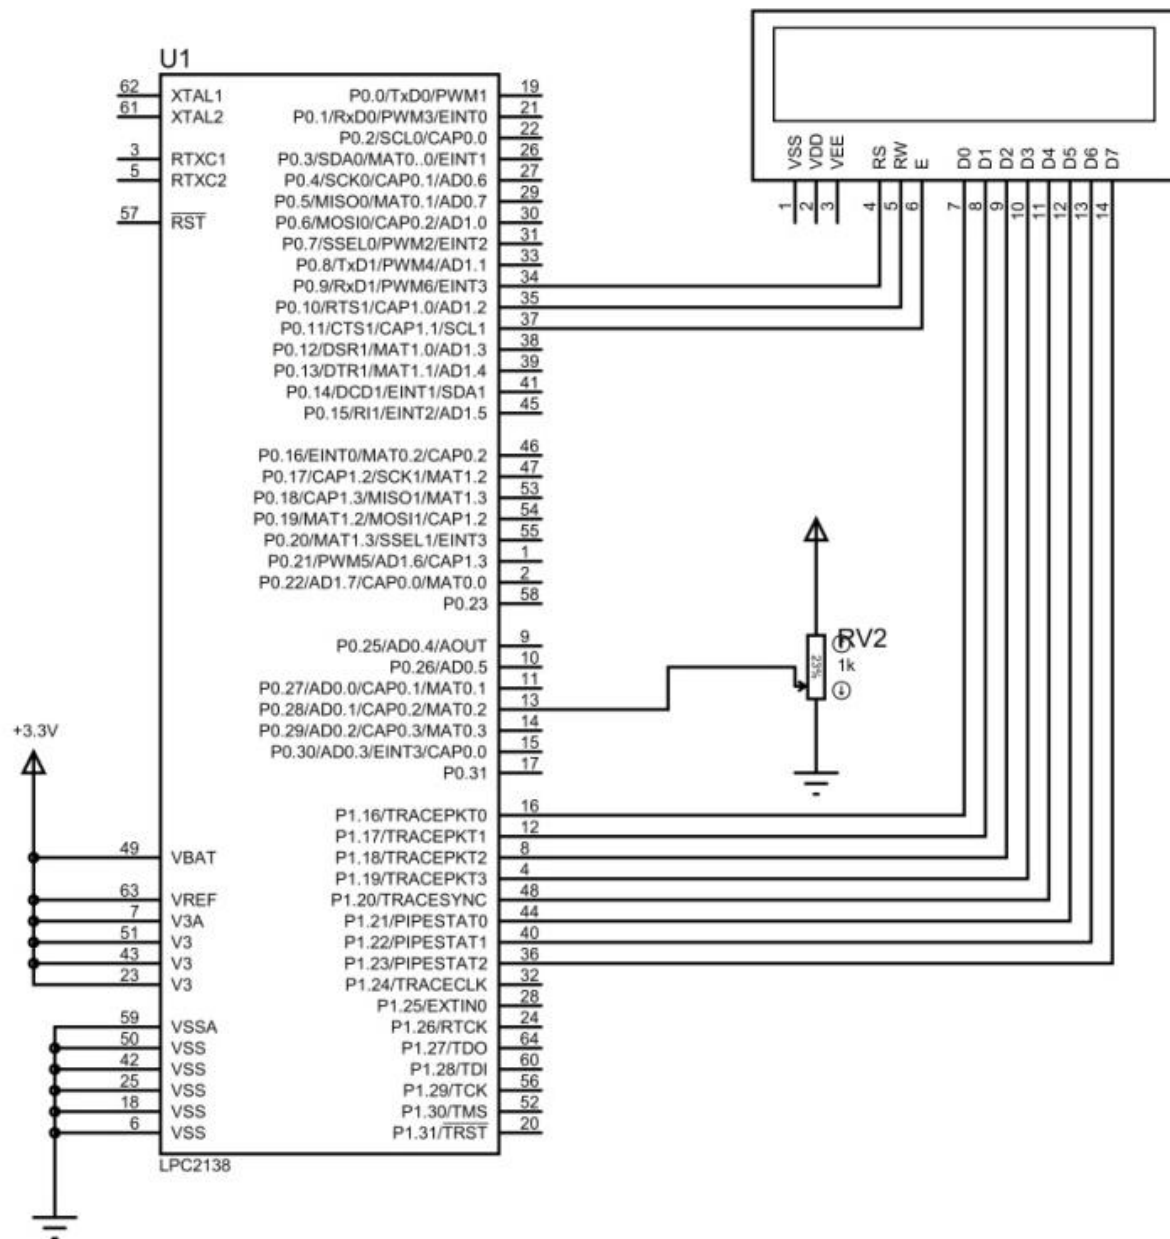 U1
62 XTAL1 P0.0/TxD0/PWM1 19
61 XTAL2 P0.1/RxD0/PWM3/EINT0 21
P0.2/SCL0/CAP0.0 22
3 RTXC1 P0.3/SDA0/MAT0..0/EINT1 26
5 RTXC2 P0.4/SCK0/CAP0.1/AD0.6 27
P0.5/MISO0/MAT0.1/AD0.7 29
57 RST P0.6/MOSI0/CAP0.2/AD1.0 30
P0.7/SSEL0/PWM2/EINT2 31
P0.8/TxD1/PWM4/AD1.1 33
P0.9/RxD1/PWM6/EINT3 34
P0.10/RTS1/CAP1.0/AD1.2 35
P0.11/CTS1/CAP1.1/SCL1 37
P0.12/DSR1/MAT1.0/AD1.3 38
P0.13/DTR1/MAT1.1/AD1.4 39
P0.14/DCD1/EINT1/SDA1 41
P0.15/RI1/EINT2/AD1.5 45
P0.16/EINT0/MAT0.2/CAP0.2 46
P0.17/CAP1.2/SCK1/MAT1.2 47
P0.18/CAP1.3/MISO1/MAT1.3 53
P0.19/MAT1.2/MOSI1/CAP1.2 54
P0.20/MAT1.3/SSEL1/EINT3 55
P0.21/PWM5/AD1.6/CAP1.3 1
P0.22/AD1.7/CAP0.0/MAT0.0 2
P0.23 58
P0.25/AD0.4/AOUT 9
P0.26/AD0.5 10
P0.27/AD0.0/CAP0.1/MAT0.1 11
P0.28/AD0.1/CAP0.2/MAT0.2 13
P0.29/AD0.2/CAP0.3/MAT0.3 14
P0.30/AD0.3/EINT3/CAP0.0 15
P0.31 17
P1.16/TRACEPKT0 16
P1.17/TRACEPKT1 12
49 VBAT P1.18/TRACEPKT2 8
P1.19/TRACEPKT3 4
63 VREF P1.20/TRACESYNC 48
7 V3A P1.21/PIPESTAT0 44
51 V3 P1.22/PIPESTAT1 40
43 V3 P1.23/PIPESTAT2 36
23 V3 P1.24/TRACECLK 32
P1.25/EXTIN0 28
59 VSSA P1.26/RTCK 24
50 VSS P1.27/TDO 64
42 VSS P1.28/TDI 60
25 VSS P1.29/TCK 56
18 VSS P1.30/TMS 52
6 VSS P1.31/TRST 20
LPC2138
+3.3V
VSS VDD VEE RS RW E D0 D1 D2 D3 D4 D5 D6 D7
1 2 3 4 5 6 7 8 9 10 11 12 13 14
RV2
1k
23%